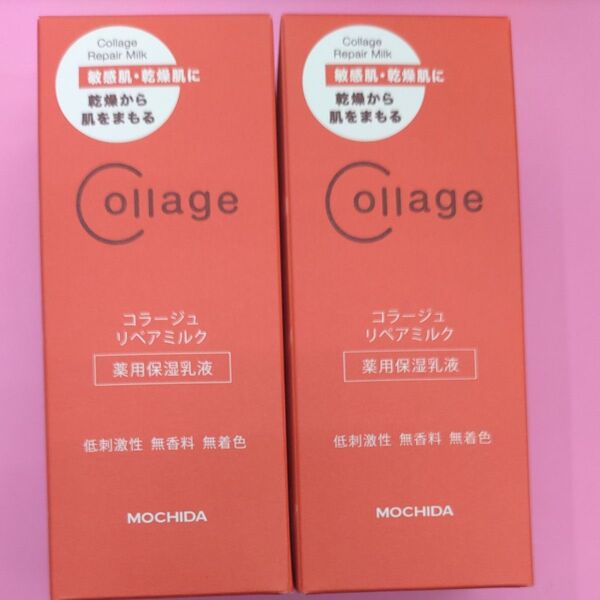 Collage
Repair Milk
敏感肌・乾燥肌に
乾燥から
肌をまもる
Collage
コラージュ
リペアミルク
薬用保湿乳液
低刺激性 無香料 無着色
MOCHIDA
Collage
Repair Milk
敏感肌・乾燥肌に
乾燥から
肌をまもる
Collage
コラージュ
リペアミルク
薬用保湿乳液
低刺激性 無香料 無着色
MOCHIDA